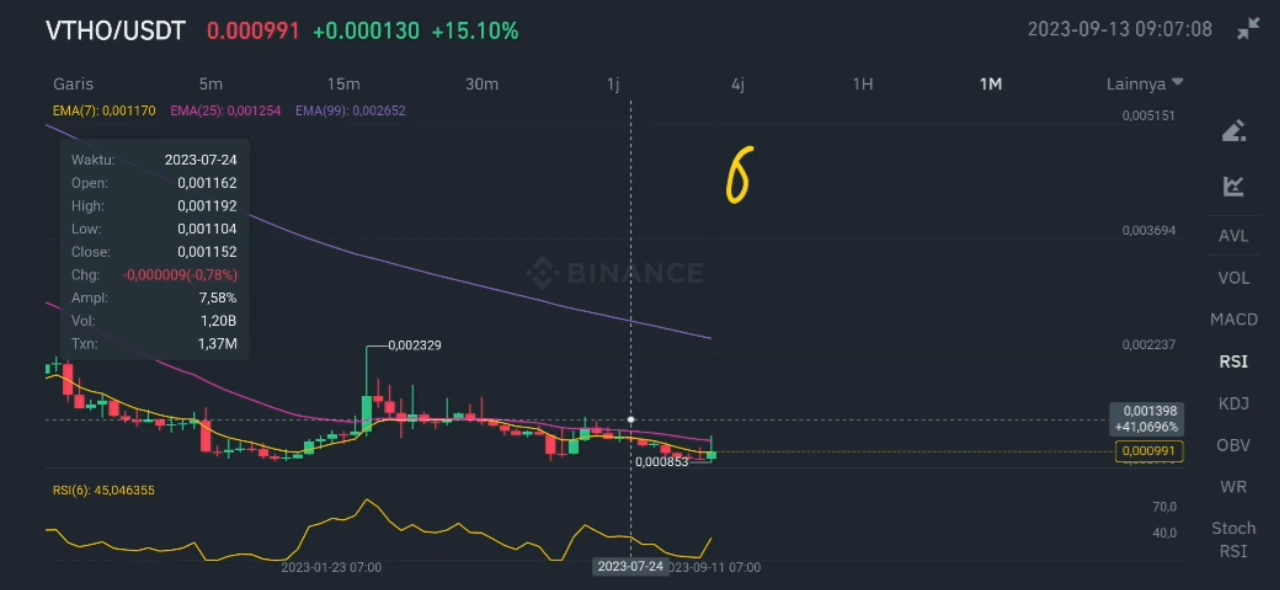 VTHO/USDT 0.000991 +0.000130 +15.10% 2023-09-13 09:07:08
Garis 5m 15m 30m 1j 4j 1H 1M Lainnya
EMA(7): 0,001170 EMA(25): 0,001254 EMA(99): 0,002652
0,005151
Waktu: 2023-07-24
Open: 0,001162
High: 0,001192
Low: 0,001104
Close: 0,001152
Chg: -0,000009(-0,78%)
Ampl: 7,58%
Vol: 1,20B
Txn: 1,37M
6
0,003694
BINANCE
0,002237
0,002329
0,001398
+41,0696%
0,000991
0,000853
AVL
VOL
MACD
RSI
KDJ
OBV
WR
Stoch
RSI
RSI(6): 45,046355
70,0
40,0
2023-01-23 07:00 2023-07-24 023-09-11 07:00